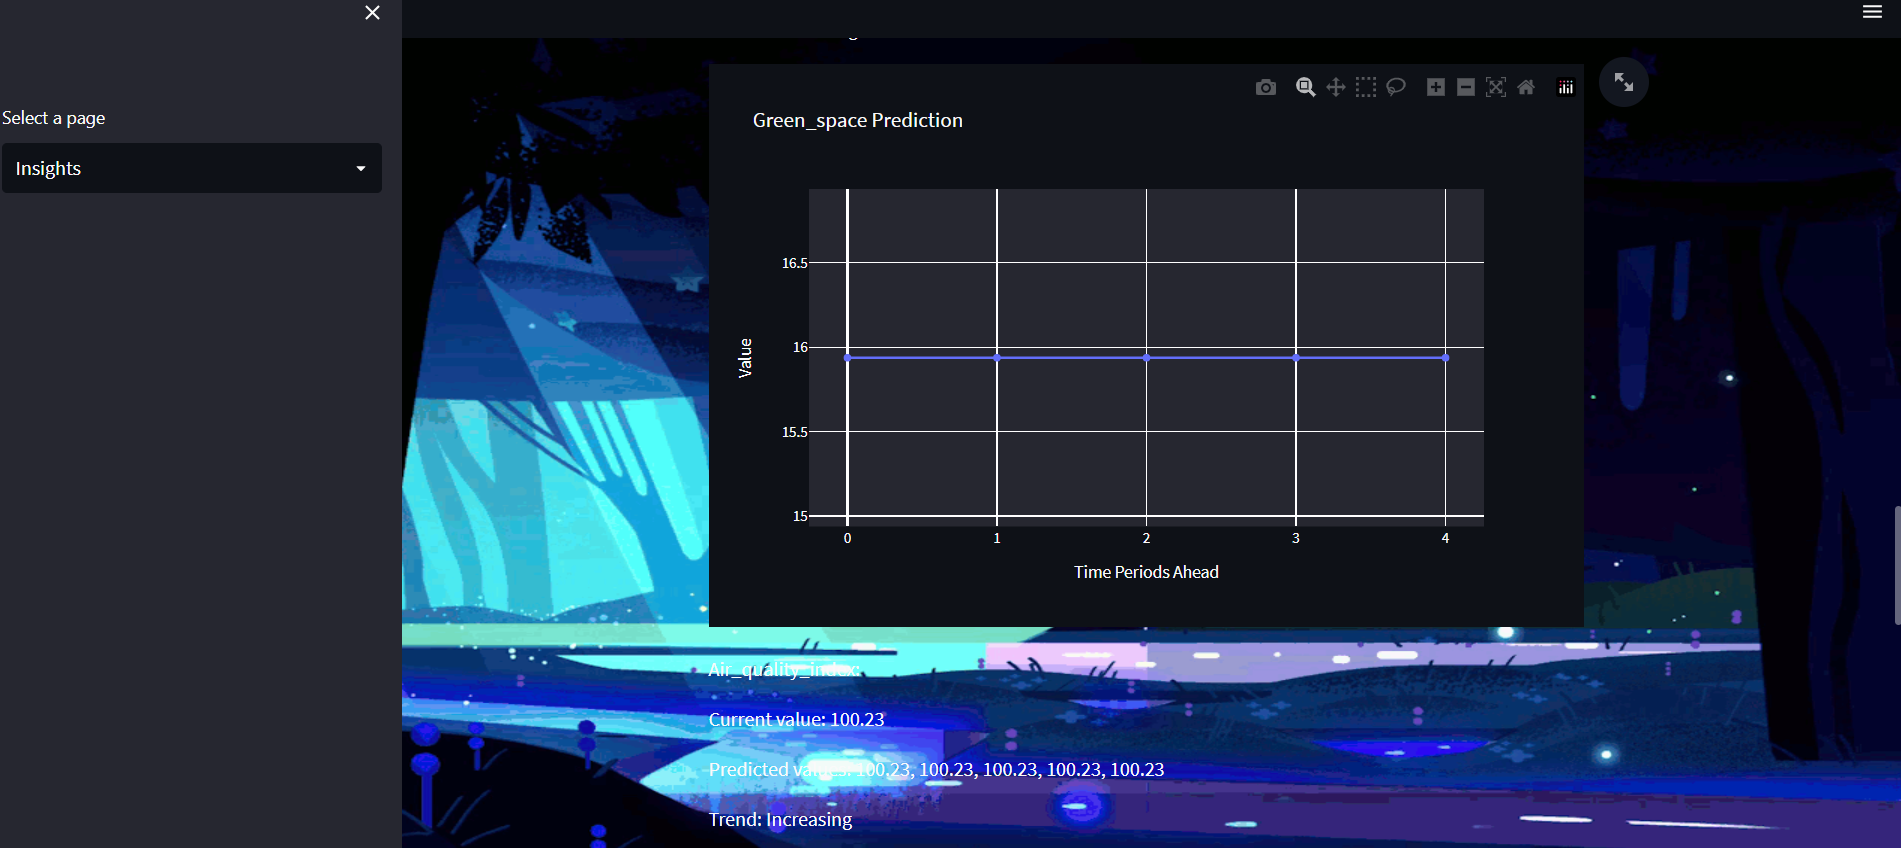 Select a page
Insights
Green_space Prediction
16.5
16
15.5
15
Value
0 1 2 3 4
Time Periods Ahead
Air_quality_index:
Current value: 100.23
Predicted values: 100.23, 100.23, 100.23, 100.23, 100.23
Trend: Increasing